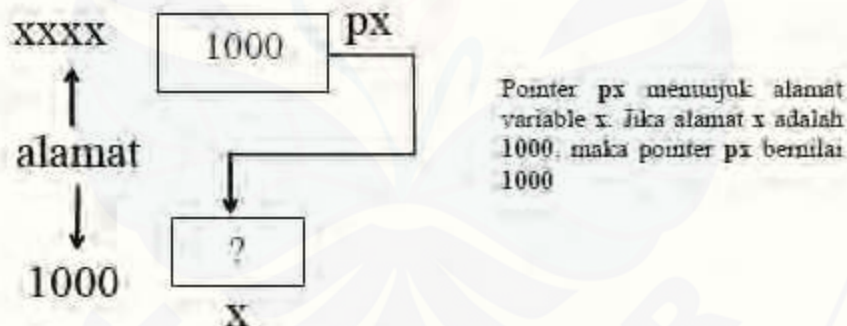 xxxx
1000
px
alamat
?
1000
x
Pointer px menunjuk alamat
variable x. Jika alamat x adalah
1000, maka pointer px bernilai
1000